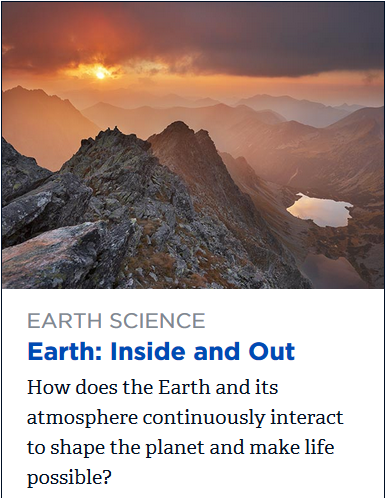 EARTH SCIENCE
Earth: Inside and Out
How does the Earth and its
atmosphere continuously interact
to shape the planet and make life
possible?